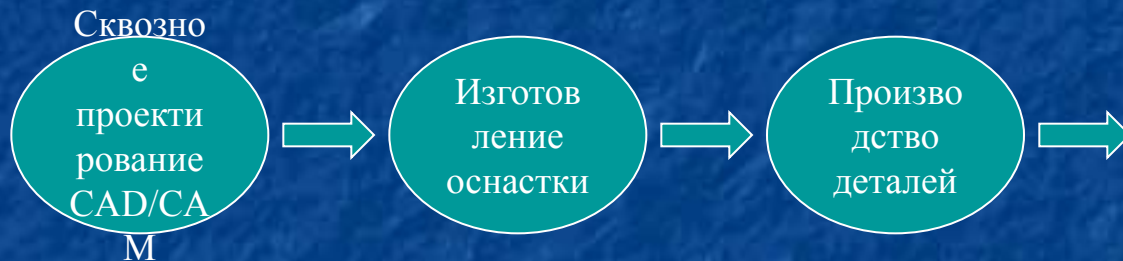 Сквозно
е
проекти
рование
CAD/CA
M
Изготов
ление
оснастки
Произво
дство
деталей